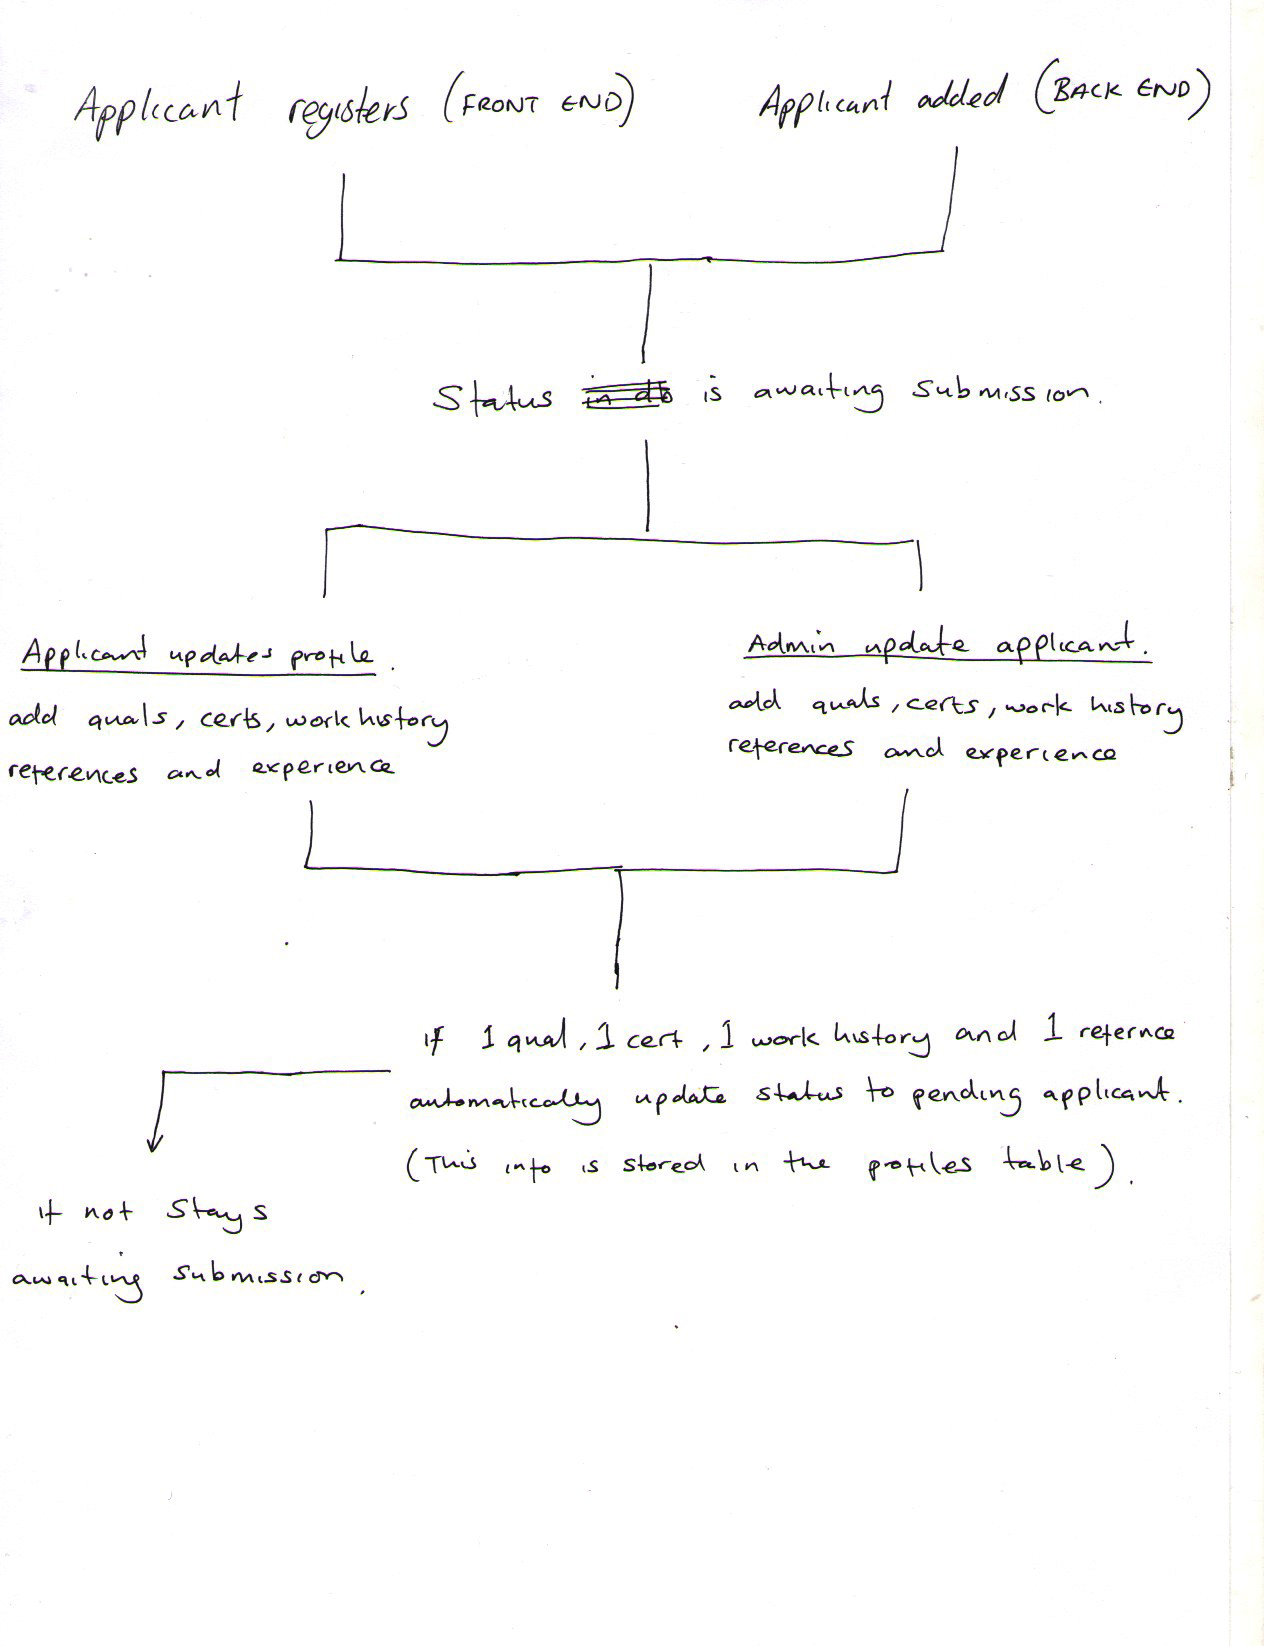 Applicant registers (FRONT END)
Applicant added (BACK END)
Status in db is awaiting submission.
Applicant updates profile.
add quals, certs, work history
references and experience
Admin update applicant.
add quals, certs, work history
references and experience
if 1 qual, 1 cert, 1 work history and 1 refernce
automatically update status to pending applicant.
(This info is stored in the profiles table).
if not stays
awaiting submission.